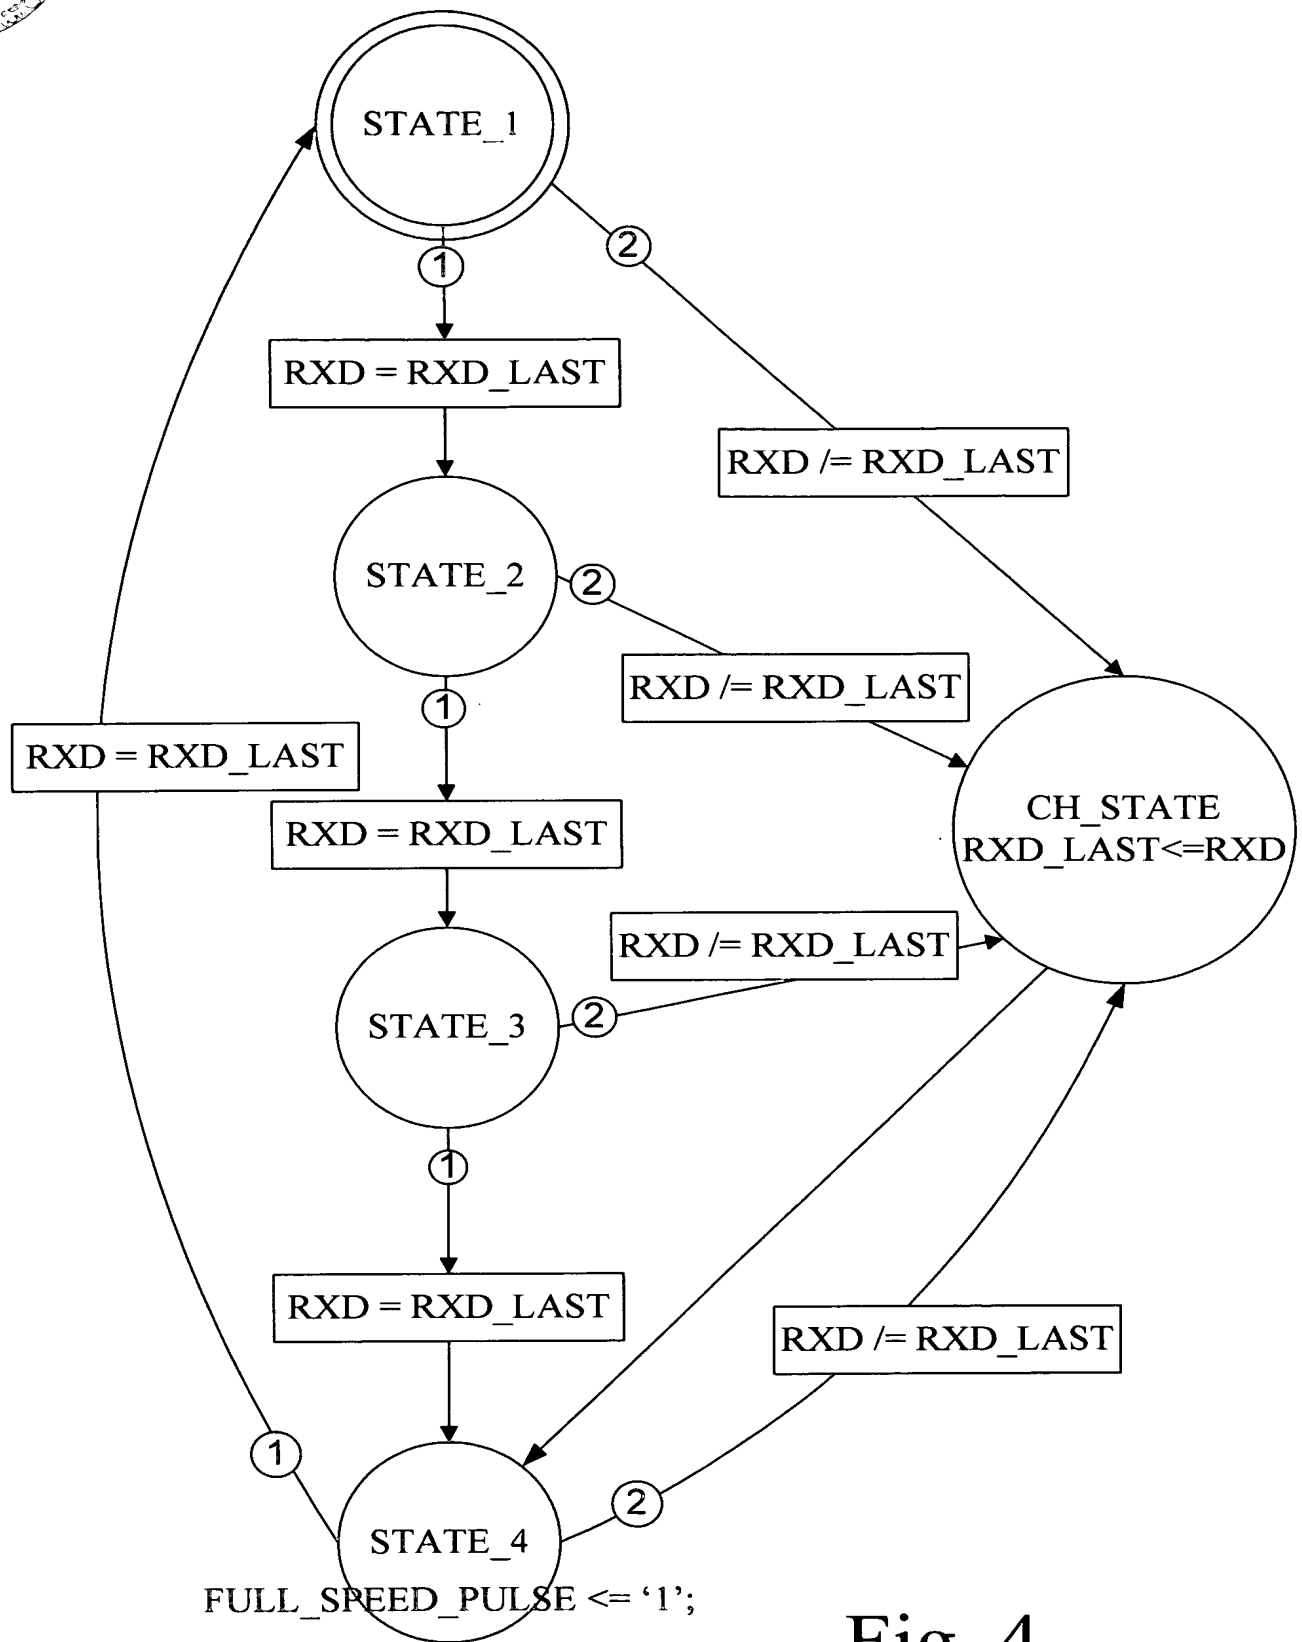 STATE_1
1
2
RXD = RXD_LAST
RXD /= RXD_LAST
STATE_2
2
RXD /= RXD_LAST
1
RXD = RXD_LAST
RXD = RXD_LAST
CH_STATE
RXD_LAST<=RXD
RXD /= RXD_LAST
STATE_3
2
1
RXD = RXD_LAST
RXD /= RXD_LAST
1
2
STATE_4
FULL_SPEED_PULSE <= ‘1’;
Fig. 4